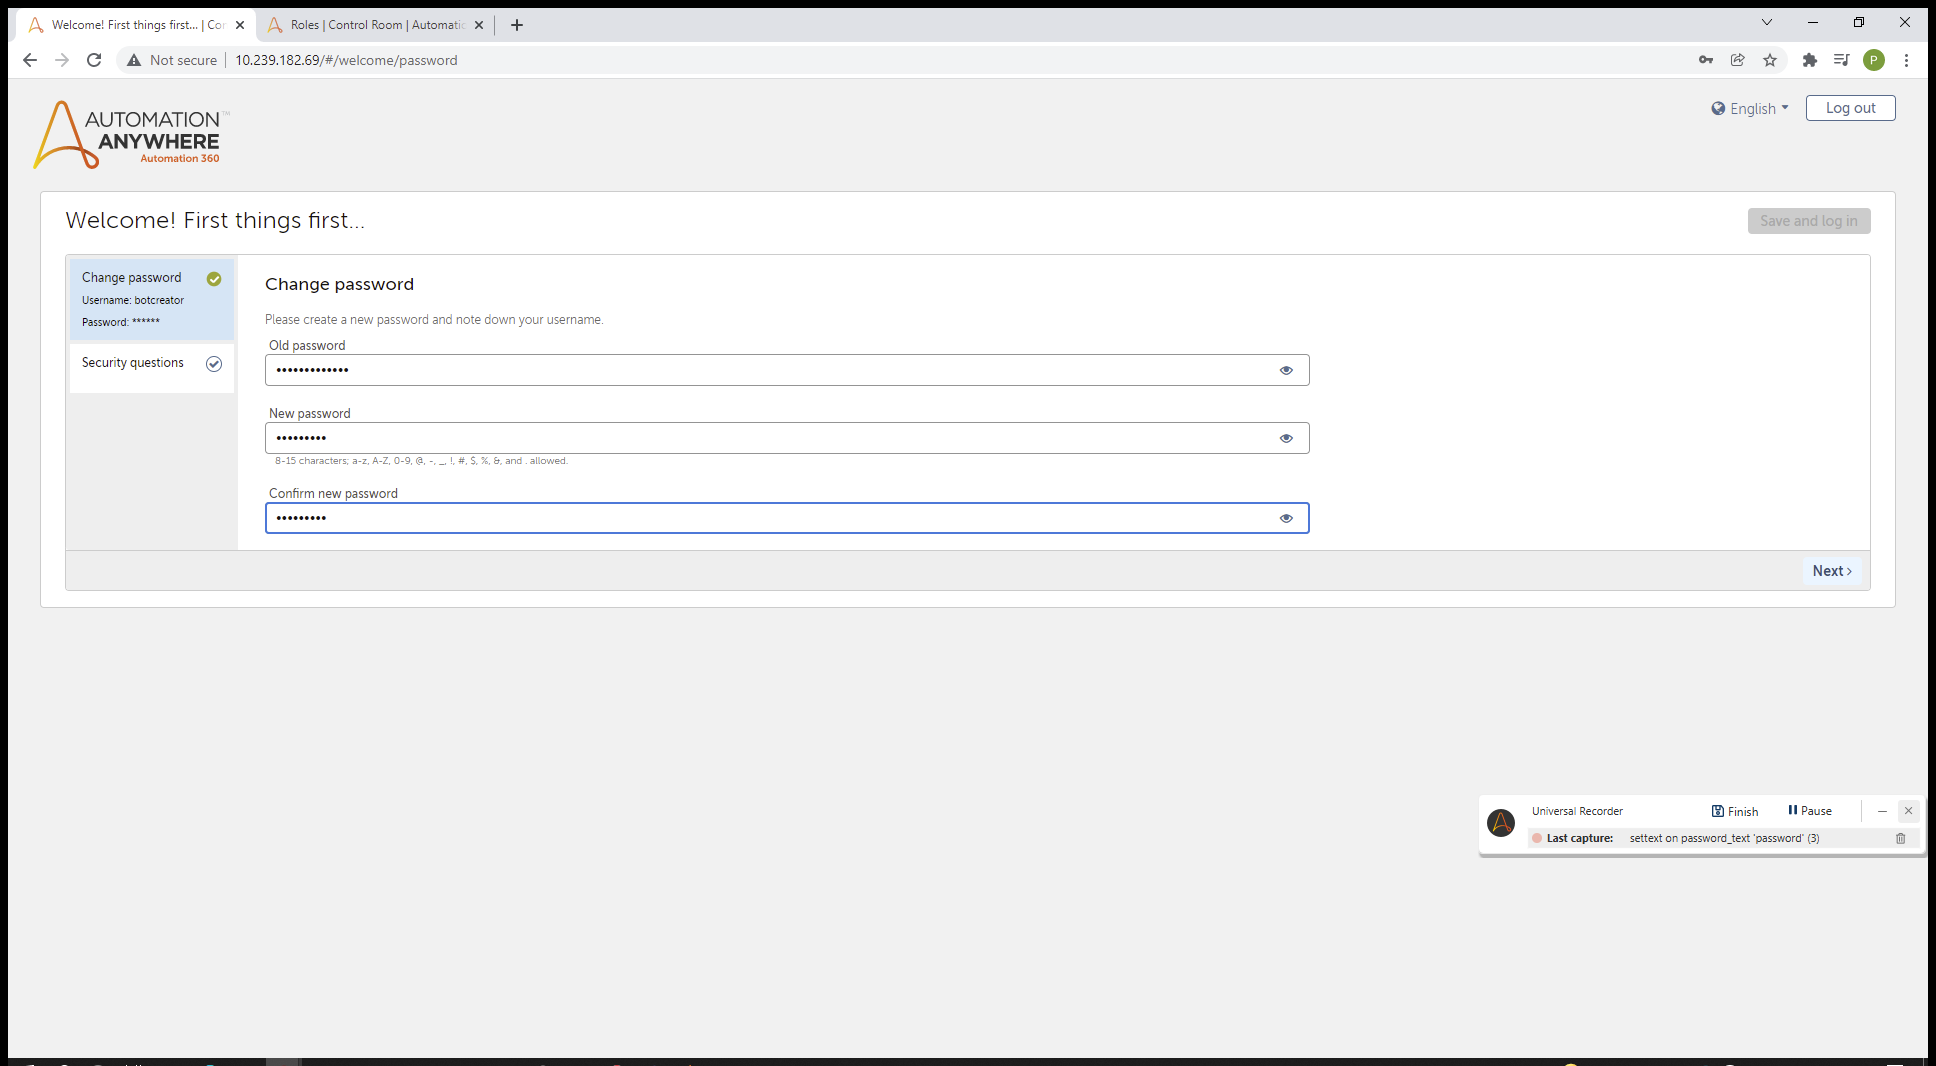 Welcome! First things first... | Co
Roles | Control Room | Automatic
Not secure
10.239.182.69/#/welcome/password
P
AUTOMATION™
ANYWHERE
Automation 360
English
Log out
Welcome! First things first...
Save and log in
Change password
Username: botcreator
Password: ******
Security questions
Change password
Please create a new password and note down your username.
Old password
•••••••••••••
New password
•••••••••
8-15 characters; a-z, A-Z, 0-9, @, -, _, !, #, $, %, &, and . allowed.
Confirm new password
•••••••••
Next ›
Universal Recorder
Finish
Pause
Last capture: settext on password_text 'password' (3)